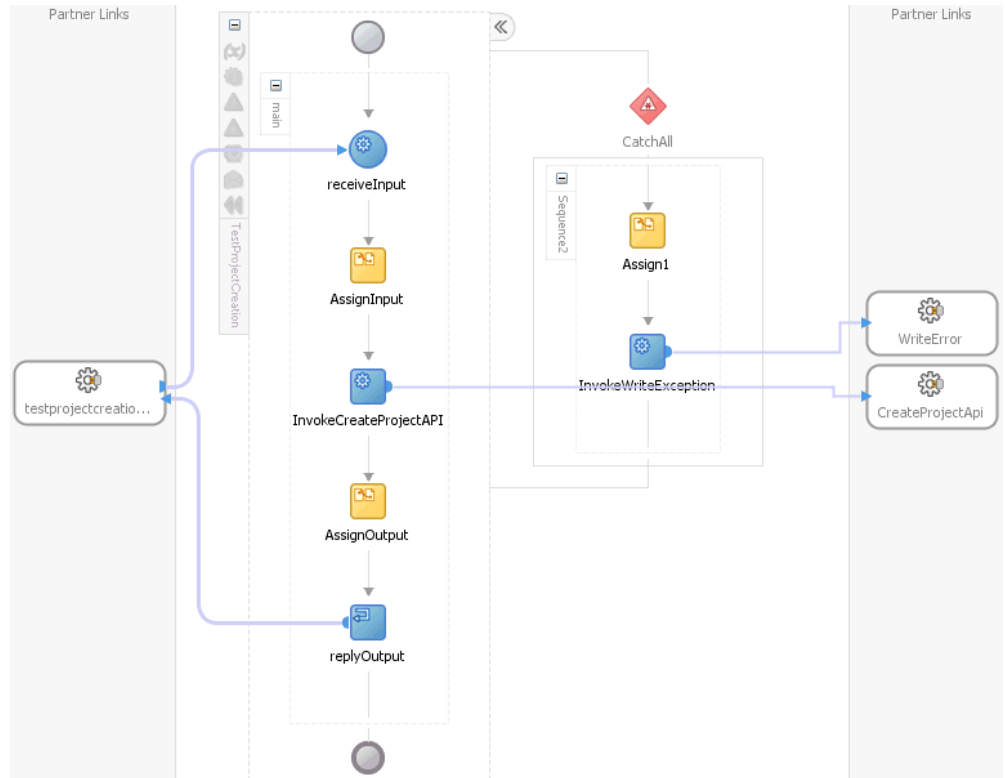 Partner Links
Partner Links
main
receiveInput
CatchAll
Sequence2
TestProjectCreation
Assign1
AssignInput
WriteError
InvokeWriteException
testprojectcreatio...
CreateProjectApi
InvokeCreateProjectAPI
AssignOutput
replyOutput